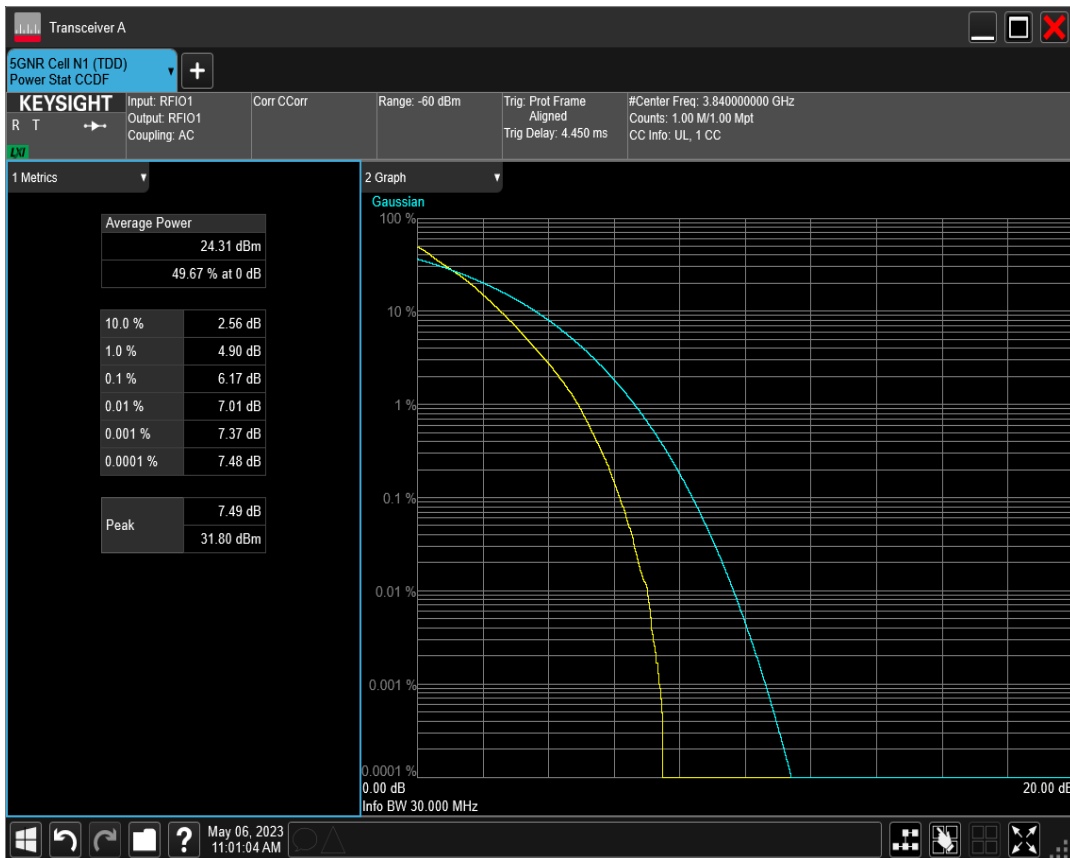 Transceiver A
5GNR Cell N1 (TDD)
Power Stat CCDF
KEYSIGHT
R T
LXI
Input: RFIO1
Output: RFIO1
Coupling: AC
Corr CCorr
Range: -60 dBm
Trig: Prot Frame
Aligned
Trig Delay: 4.450 ms
#Center Freq: 3.840000000 GHz
Counts: 1.00 M/1.00 Mpt
CC Info: UL, 1 CC
1 Metrics
Average Power
24.31 dBm
49.67 % at 0 dB
10.0 % 2.56 dB
1.0 % 4.90 dB
0.1 % 6.17 dB
0.01 % 7.01 dB
0.001 % 7.37 dB
0.0001 % 7.48 dB
Peak 7.49 dB
31.80 dBm
2 Graph
Gaussian
100 %
10 %
1 %
0.1 %
0.01 %
0.001 %
0.0001 %
0.00 dB 20.00 dB
Info BW 30.000 MHz
May 06, 2023
11:01:04 AM